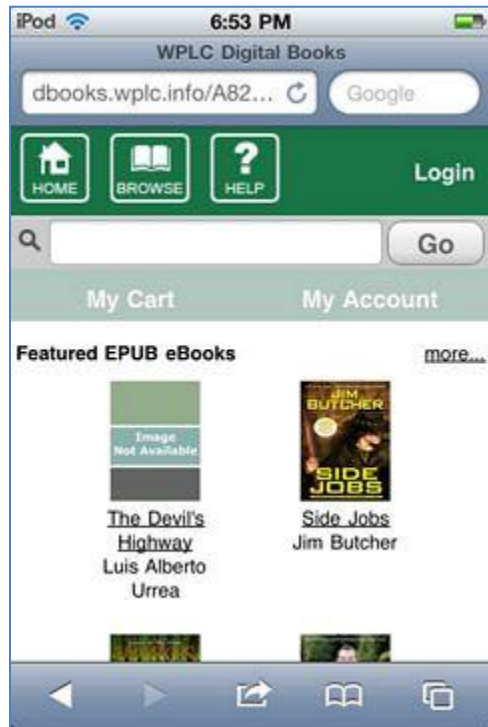 iPod 6:53 PM
WPLC Digital Books
dbooks.wplc.info/A82... Google
HOME BROWSE ? HELP Login
Go
My Cart My Account
Featured EPUB eBooks more...
Image
Not Available
JIM
BUTCHER
SIDE
JOBS
The Devil's
Highway
Luis Alberto
Urrea
Side Jobs
Jim Butcher